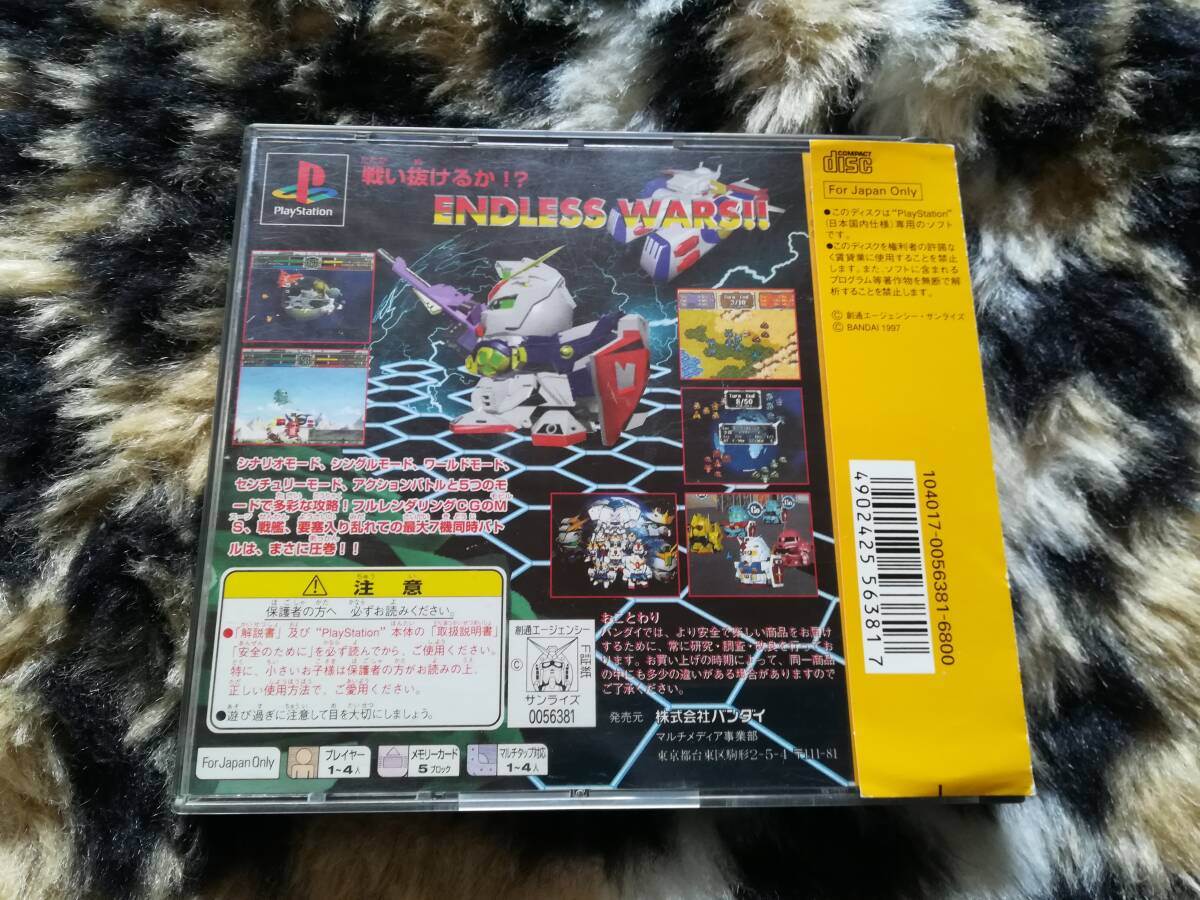 PlayStation
戦い抜けるか!?
ENDLESS WARS!!
シナリオモード、シングルモード、ワールドモード、
センチュリーモード、アクションバトルと5つのモ
ードで多彩な攻略!フルレンダリングCGのM
S、戦艦、要塞入り乱れての最大7機同時バト
ルは、まさに圧巻!!
注意
保護者の方へ 必ずお読みください。
●「解説書」及び“PlayStation”本体の「取扱説明書」
「安全のために」を必ず読んでから、ご使用ください。
特に、小さいお子様は保護者の方がお読みの上、
正しい使用方法で、ご愛用ください。
●遊び過ぎに注意して目を大切にしましょう。
創通エージェンシー
©
サンライズ
0056381
証紙
おことわり
バンダイでは、より安全で楽しい商品をお届け
するために、常に研究・調査・改良を行ってお
ります。お買い上げの時期によって、同一商品
の中にも多少の違いがある場合がありますので
ご了承ください。
発売元 株式会社バンダイ
マルチメディア事業部
東京都台東区駒形2-5-4 〒111-81
For Japan Only
プレイヤー
1~4人
メモリーカード
5ブロック
マルチタップ対応
1~4人
Turn End
2/10
Turn End
8/50
COMPACT
disc
For Japan Only
●このディスクは“PlayStation”
(日本国内仕様)専用のソフト
です。
●このディスクを権利者の許諾な
く賃貸業に使用することを禁止
します。また、ソフトに含まれる
プログラム等著作物を無断で解
析することを禁止します。
© 創通エージェンシー・サンライズ
© BANDAI 1997
104017-0056381-6800
4902425563817